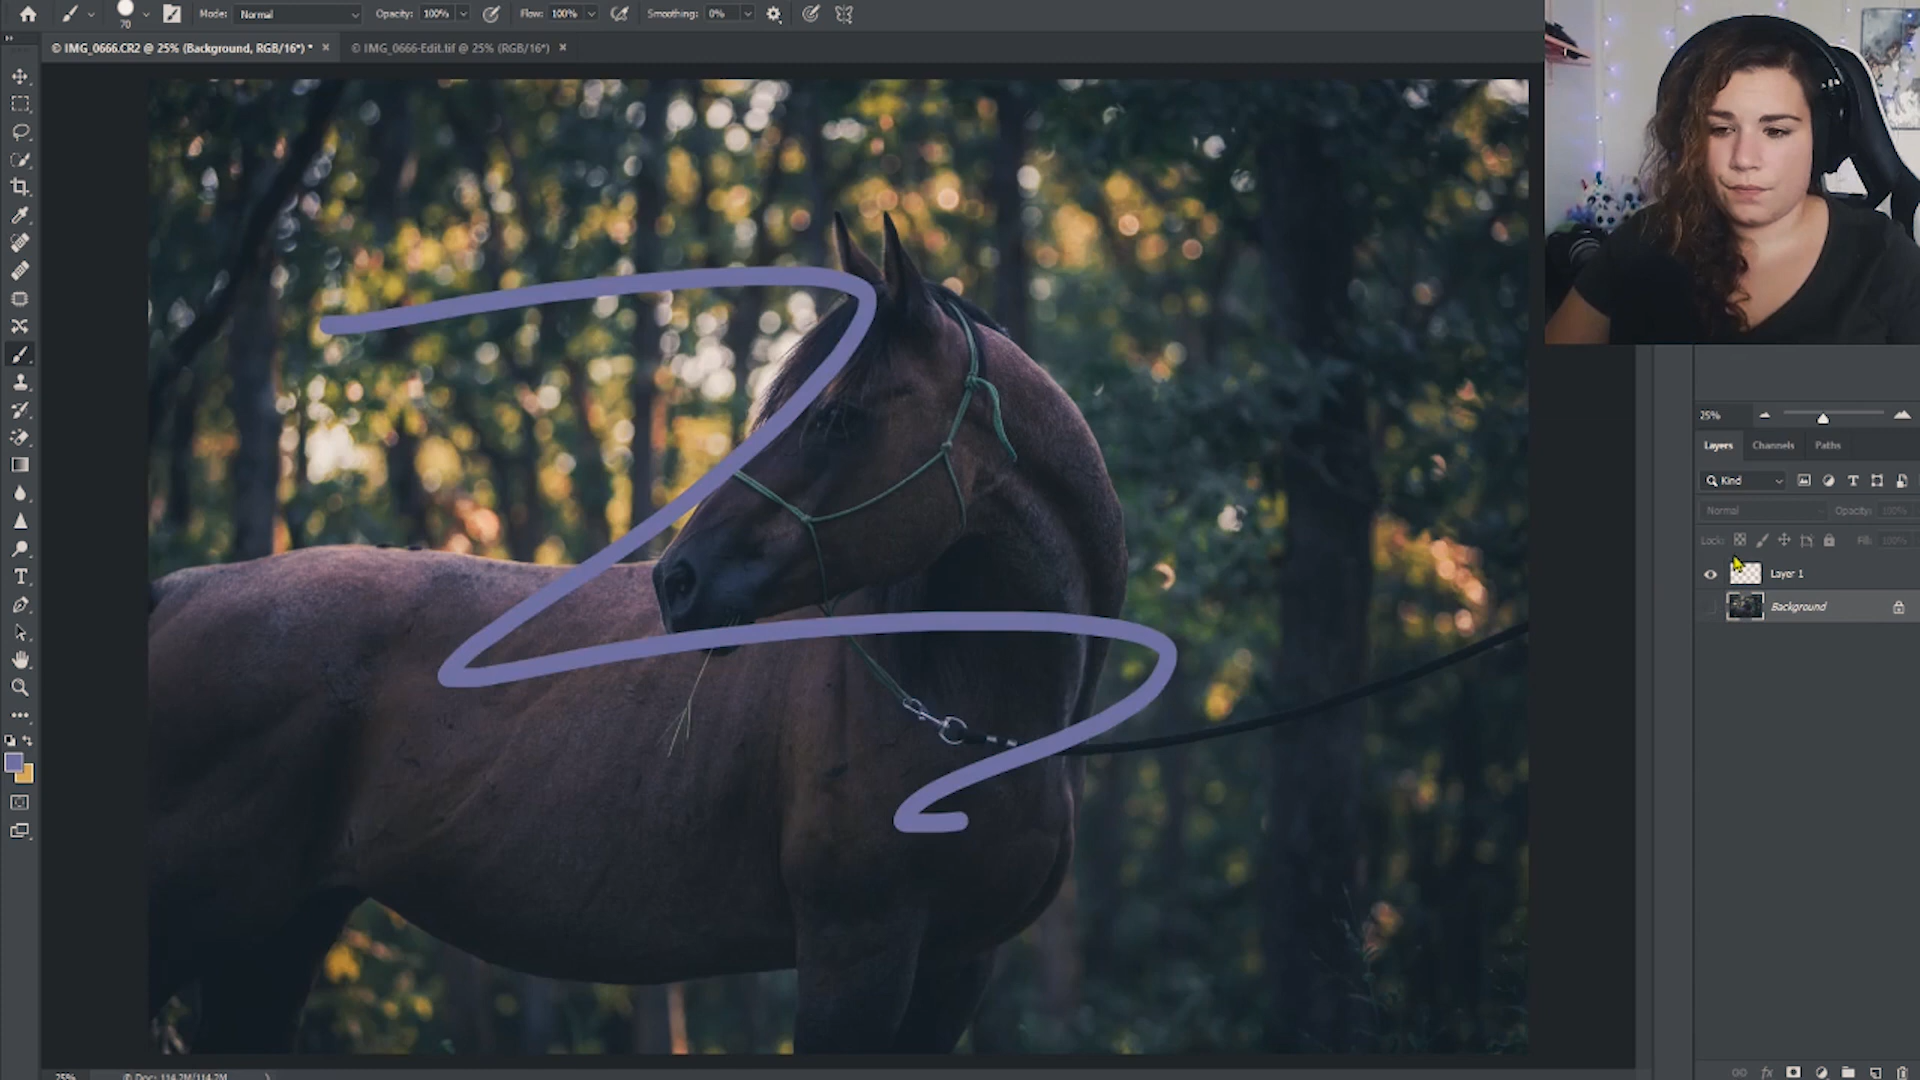 70 Mode: Normal Opacity: 100% Flow: 100% Smoothing: 0%
© IMG_0666.CR2 @ 25% (Background, RGB/16*) * × © IMG_0666-Edit.tif @ 25% (RGB/16*) ×
25%
Layers Channels Paths
Kind
Normal Opacity: 100%
Lock: Fill: 100%
Layer 1
Background
25% Doc: 114.2M/114.2M